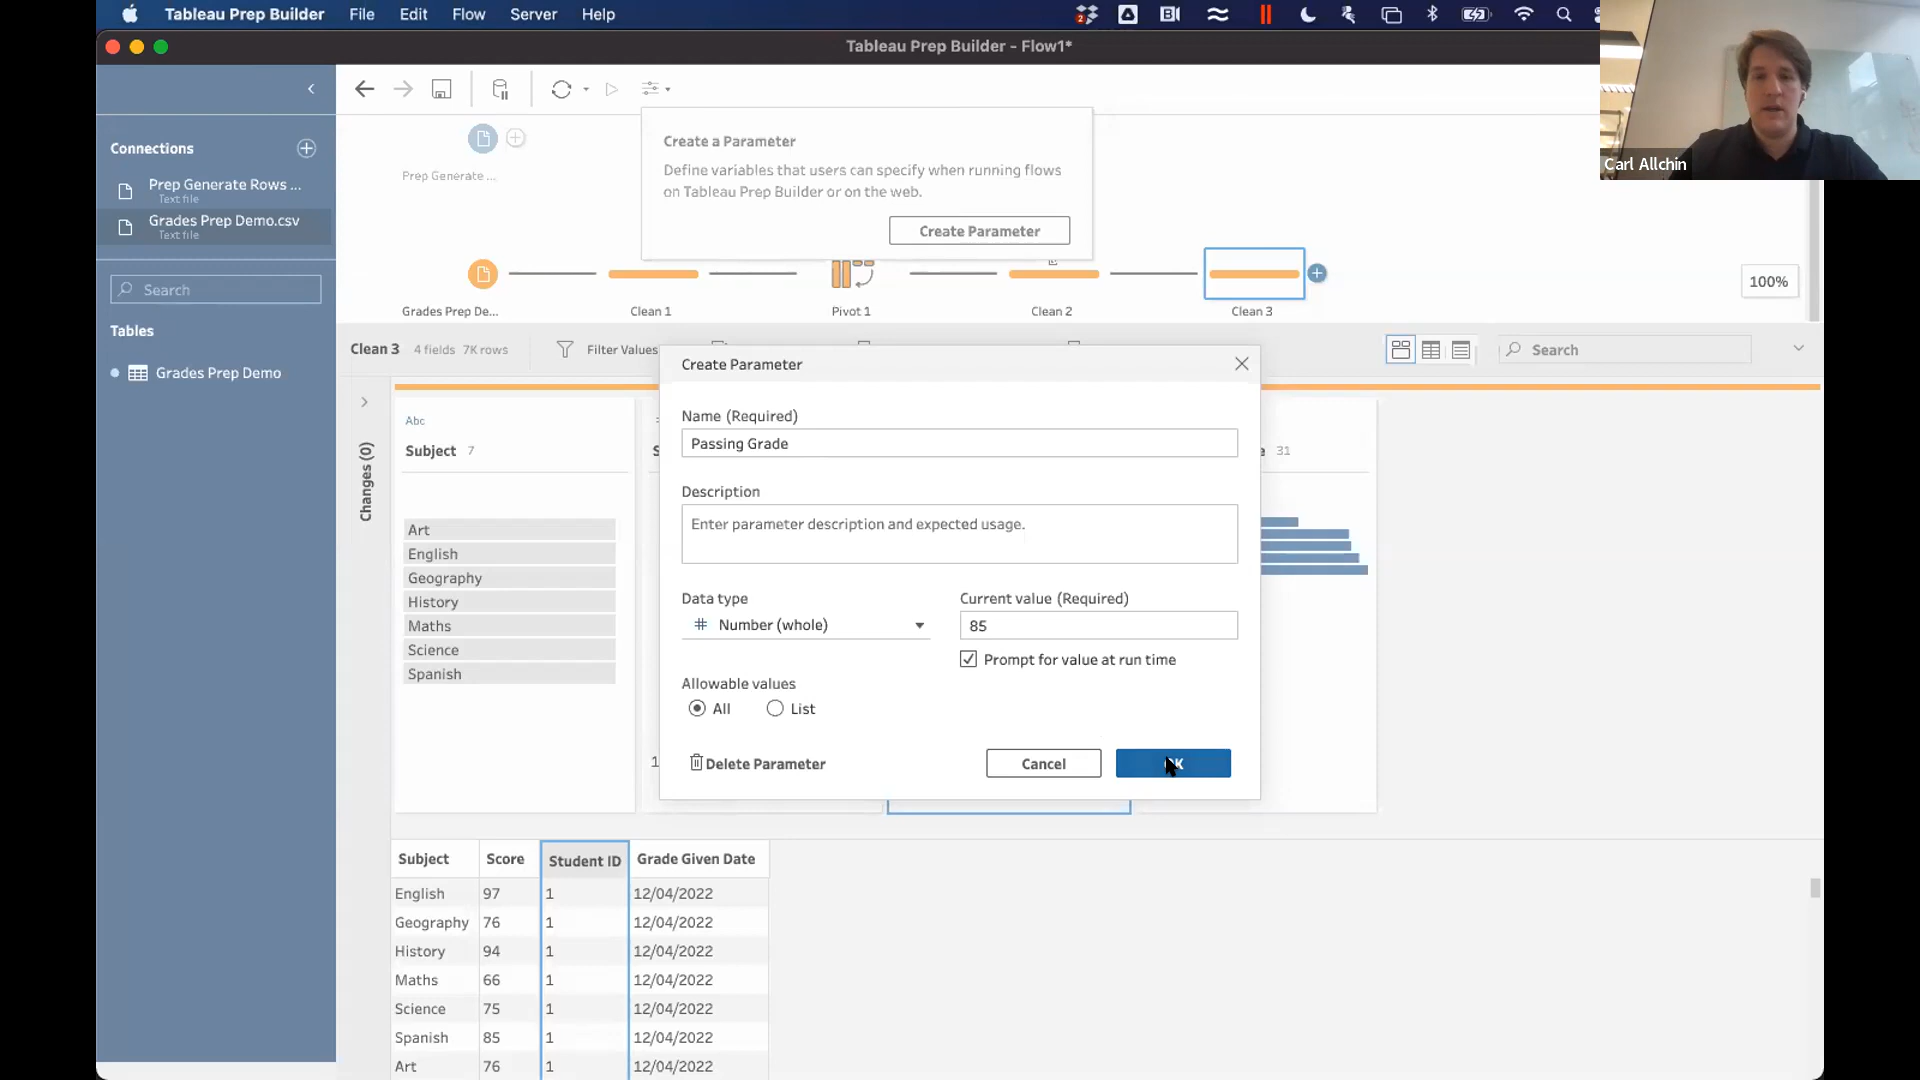 Tableau Prep Builder File Edit Flow Server Help
Tableau Prep Builder - Flow1*
Carl Allchin
Connections
Prep Generate Rows ...
Text file
Grades Prep Demo.csv
Text file
Search
Tables
Grades Prep Demo
Prep Generate ...
Create a Parameter
Define variables that users can specify when running flows
on Tableau Prep Builder or on the web.
Create Parameter
100%
Grades Prep De... Clean 1 Pivot 1 Clean 2 Clean 3
Clean 3 4 fields 7K rows Filter Values
Search
Changes (0)
Abc
Subject 7
Art
English
Geography
History
Maths
Science
Spanish
31
Create Parameter
Name (Required)
Passing Grade
Description
Enter parameter description and expected usage.
Data type
# Number (whole)
Current value (Required)
85
Prompt for value at run time
Allowable values
All List
Delete Parameter Cancel
Subject Score Student ID Grade Given Date
English 97 1 12/04/2022
Geography 76 1 12/04/2022
History 94 1 12/04/2022
Maths 66 1 12/04/2022
Science 75 1 12/04/2022
Spanish 85 1 12/04/2022
Art 76 1 12/04/2022